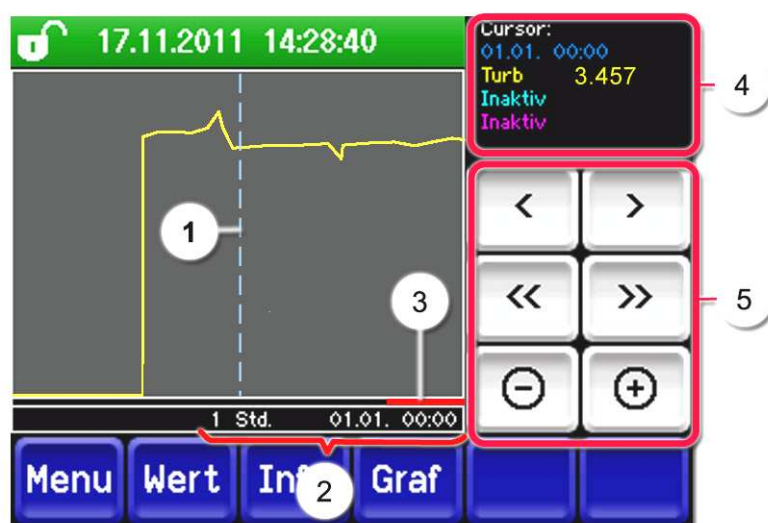 17.11.2011 14:28:40
Cursor:
01.01. 00:00
Turb 3.457
Inaktiv
Inaktiv
4
1
< >
<< >>
3
5
- +
1 Std. 01.01. 00:00
Menu Wert Graf
2